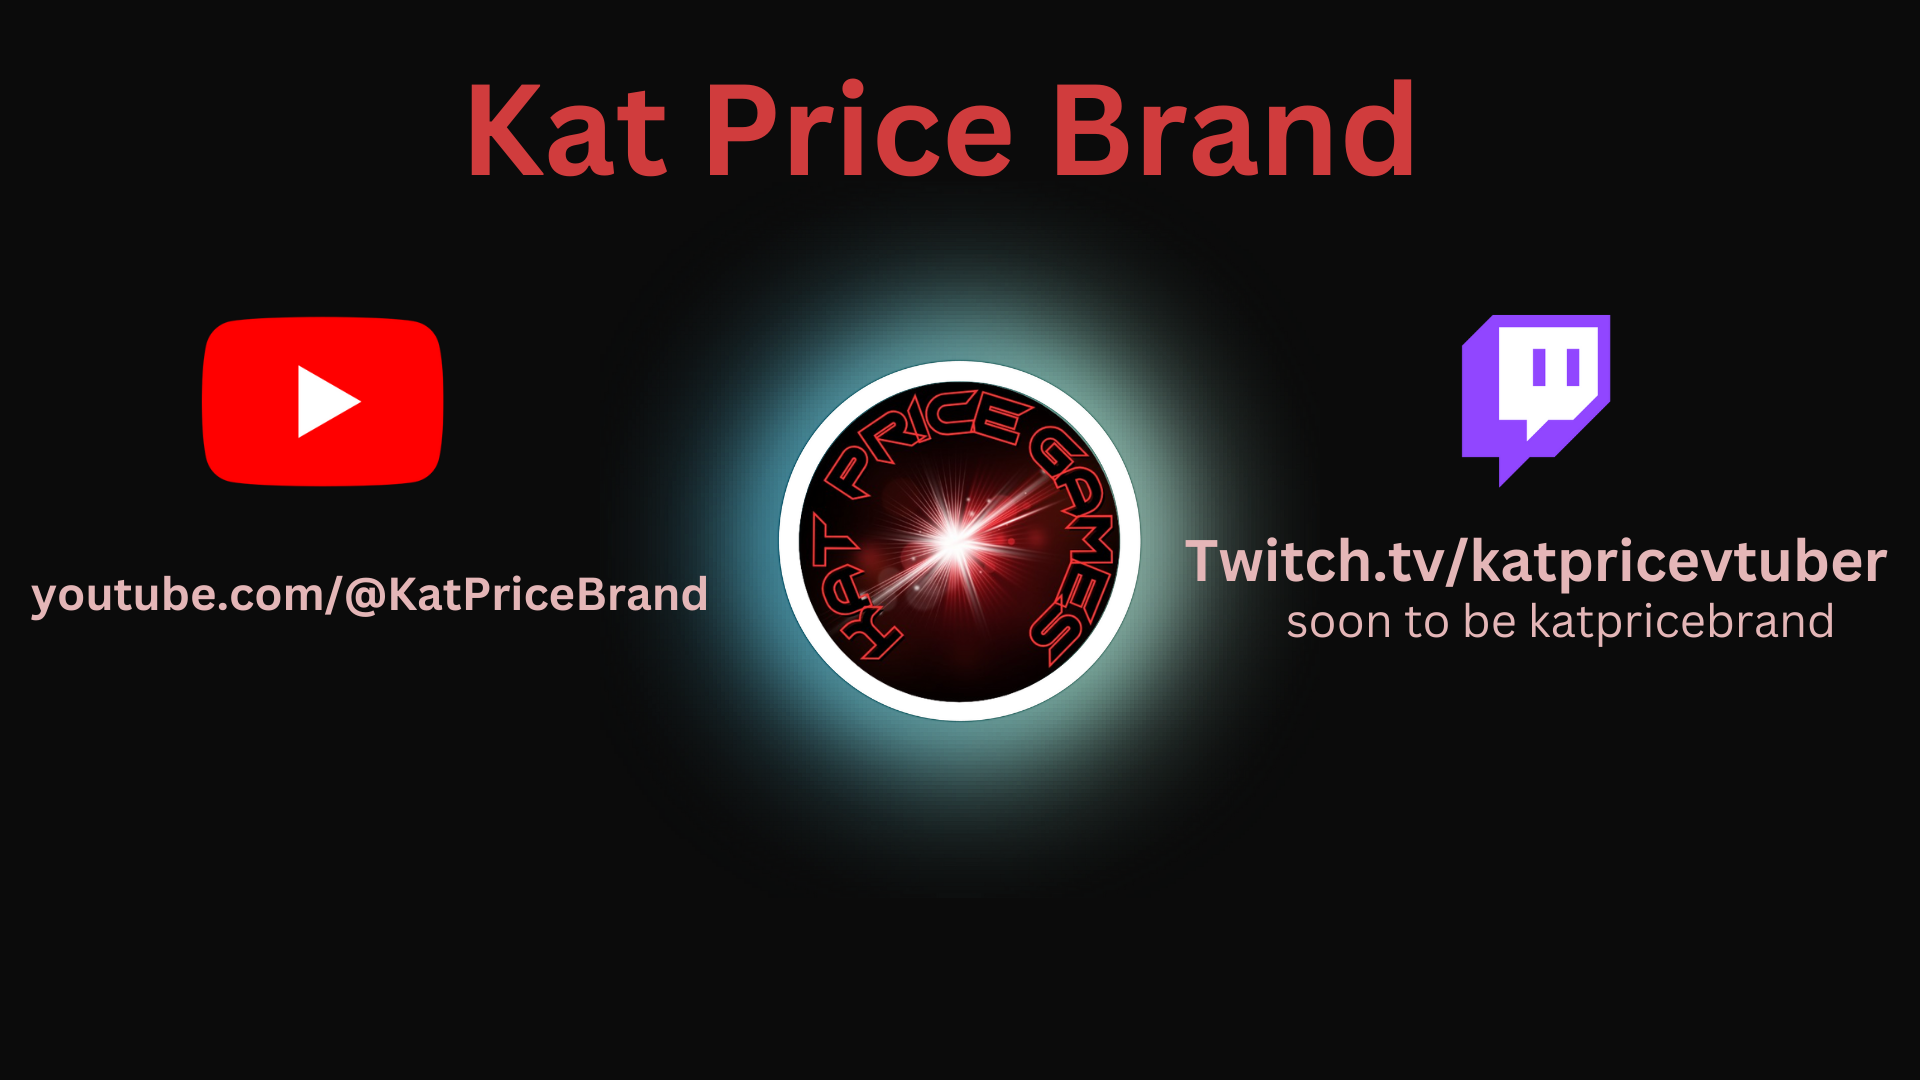 Kat Price Brand
KAT PRICE GAMES
youtube.com/@KatPriceBrand
Twitch.tv/katpricevtuber
soon to be katpricebrand